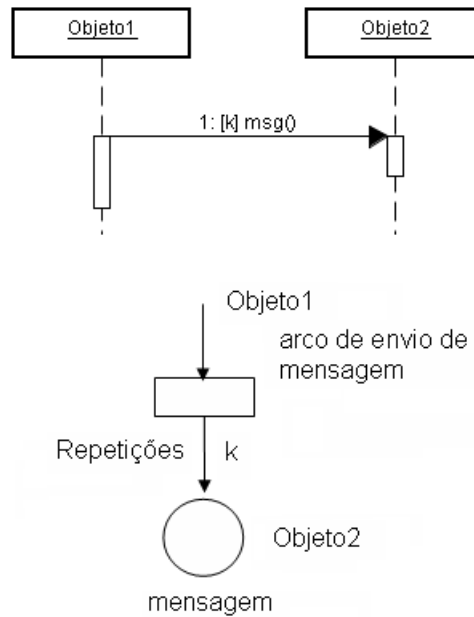 Objeto1 Objeto2
1: [k] msg()
Objeto1
arco de envio de
mensagem
Repetições k
Objeto2
mensagem